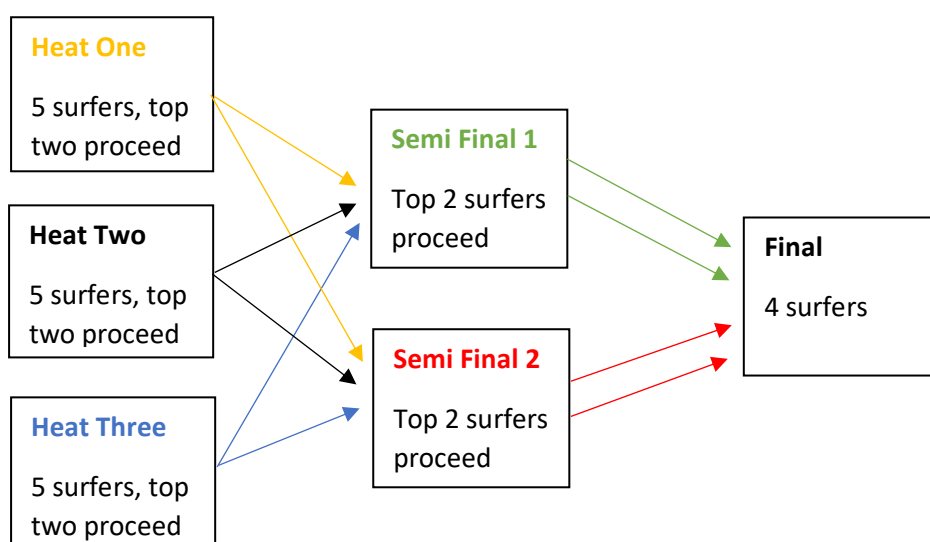 Heat One
5 surfers, top
two proceed
Heat Two
5 surfers, top
two proceed
Heat Three
5 surfers, top
two proceed
Semi Final 1
Top 2 surfers
proceed
Semi Final 2
Top 2 surfers
proceed
Final
4 surfers